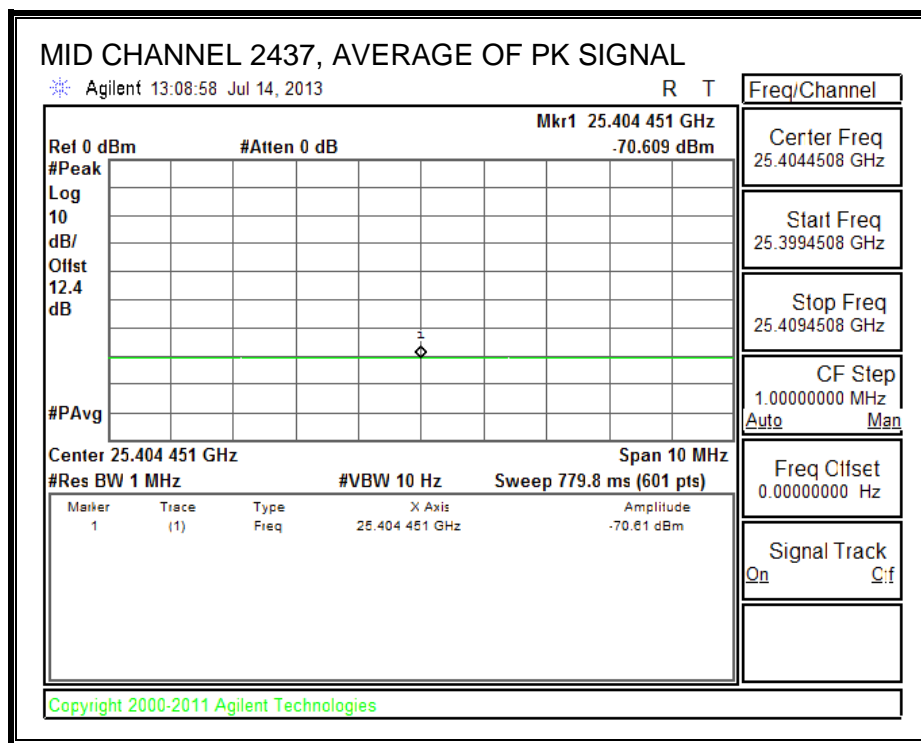 MID CHANNEL 2437, AVERAGE OF PK SIGNAL
Agilent 13:08:58 Jul 14, 2013 R T
Mkr1 25.404 451 GHz
Ref 0 dBm #Atten 0 dB -70.609 dBm
#Peak
Log
10
dB/
Offst
12.4
dB
1
#PAvg
Center 25.404 451 GHz Span 10 MHz
#Res BW 1 MHz #VBW 10 Hz Sweep 779.8 ms (601 pts)
Marker Trace Type X Axis Amplitude
1 (1) Freq 25.404 451 GHz -70.61 dBm
Freq/Channel
Center Freq
25.4044508 GHz
Start Freq
25.3994508 GHz
Stop Freq
25.4094508 GHz
CF Step
1.00000000 MHz
Auto Man
Freq Offset
0.00000000 Hz
Signal Track
On Off
Copyright 2000-2011 Agilent Technologies